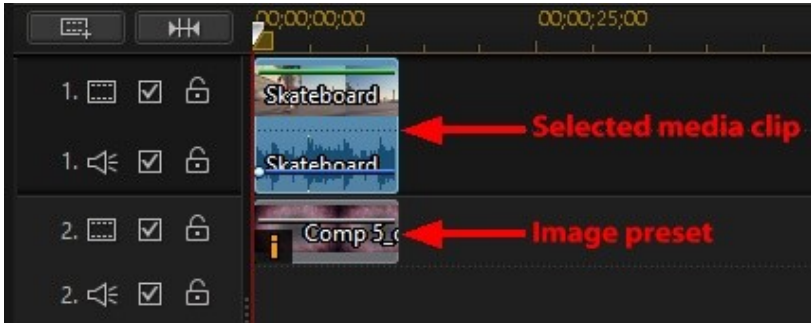 00;00;00;00 00;00;25;00
1. Skateboard
Selected media clip
1. Skateboard
2. i Comp 5_c Image preset
2.